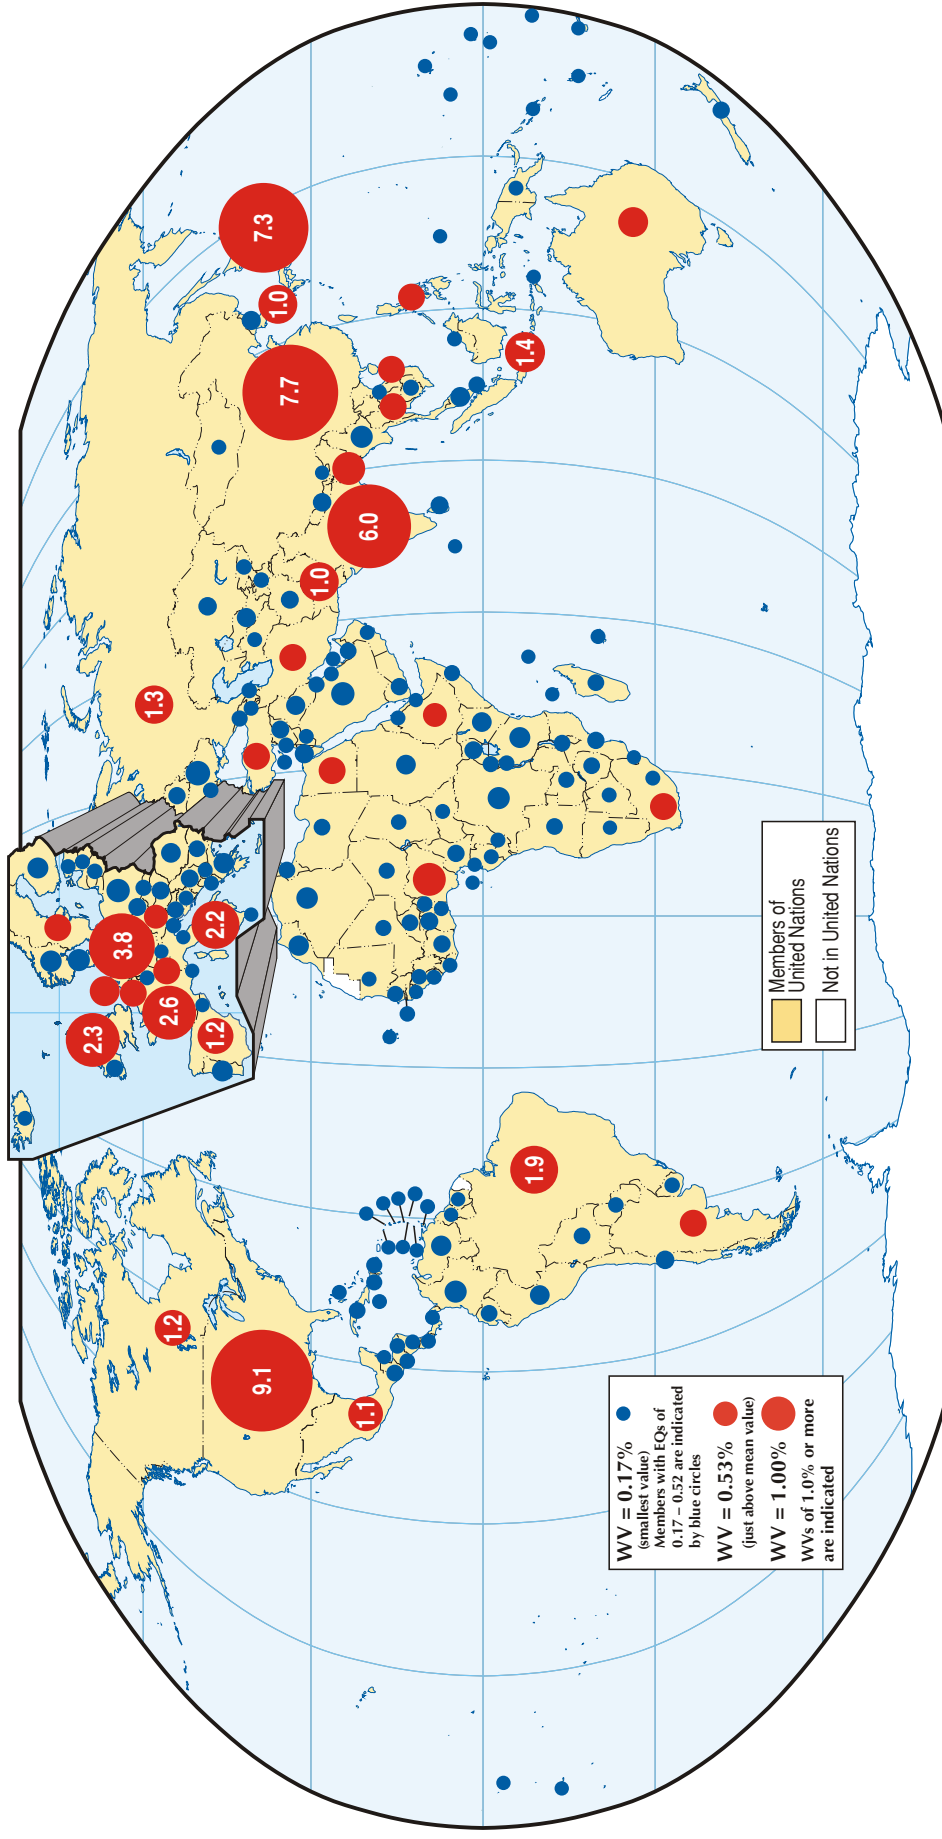 9.1
1.2
1.1
1.9
2.3
3.8
2.6
1.2
2.2
1.3
1.0
6.0
7.7
1.0
7.3
1.4
WV = 0.17%
(smallest value)
Members with EQs of
0.17 – 0.52 are indicated
by blue circles
WV = 0.53%
(just above mean value)
WV = 1.00%
WVs of 1.0% or more
are indicated
Members of
United Nations
Not in United Nations